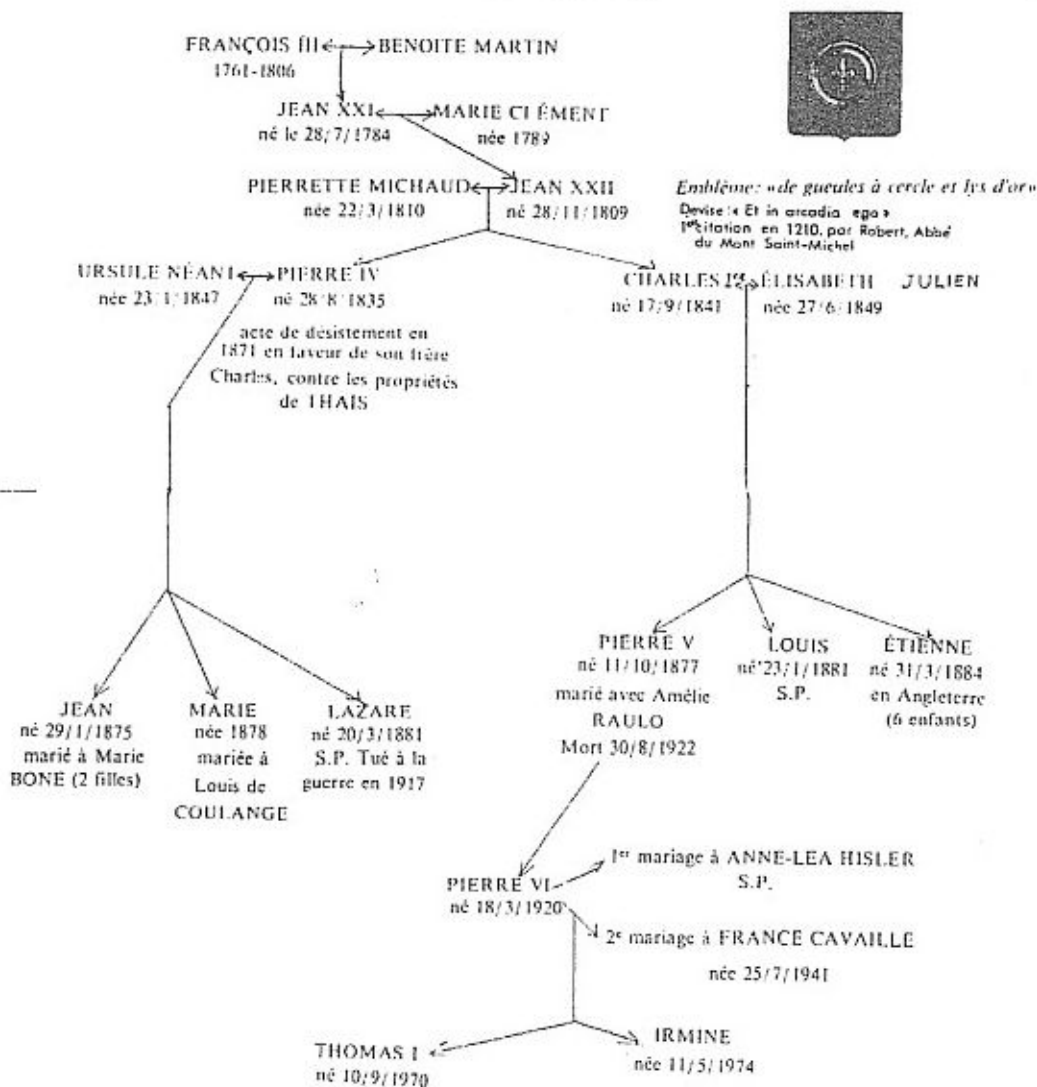 FRANÇOIS III BENOITE MARTIN
1761-1806
JEAN XXI MARIE CLÉMENT
né le 28/7/1784 née 1789
PIERRETTE MICHAUD JEAN XXII
née 22/3/1810 né 28/11/1809
Emblème: «de gueules à cercle et lys d'or»
Devise: « Et in arcadia ego »
1ère citation en 1210, par Robert, Abbé
du Mont Saint-Michel
URSULE NÉANT PIERRE IV
née 23/1/1847 né 28/8/1835
acte de désistement en
1871 en faveur de son frère
Charles, contre les propriétés
de THAIS
CHARLES 1er ÉLISABETH JULIEN
né 17/9/1841 née 27/6/1849
JEAN
né 29/1/1875
marié à Marie
BONE (2 filles)
MARIE
née 1878
mariée à
Louis de
COULANGE
LAZARE
né 20/3/1881
S.P. Tué à la
guerre en 1917
PIERRE V
né 11/10/1877
marié avec Amélie
RAULO
Mort 30/8/1922
LOUIS
né 23/1/1881
S.P.
ÉTIENNE
né 31/3/1884
en Angleterre
(6 enfants)
PIERRE VI
né 18/3/1920
1er mariage à ANNE-LEA HISLER
S.P.
2e mariage à FRANCE CAVAILLE
née 25/7/1941
THOMAS I
né 10/9/1970
IRMINE
née 11/5/1974